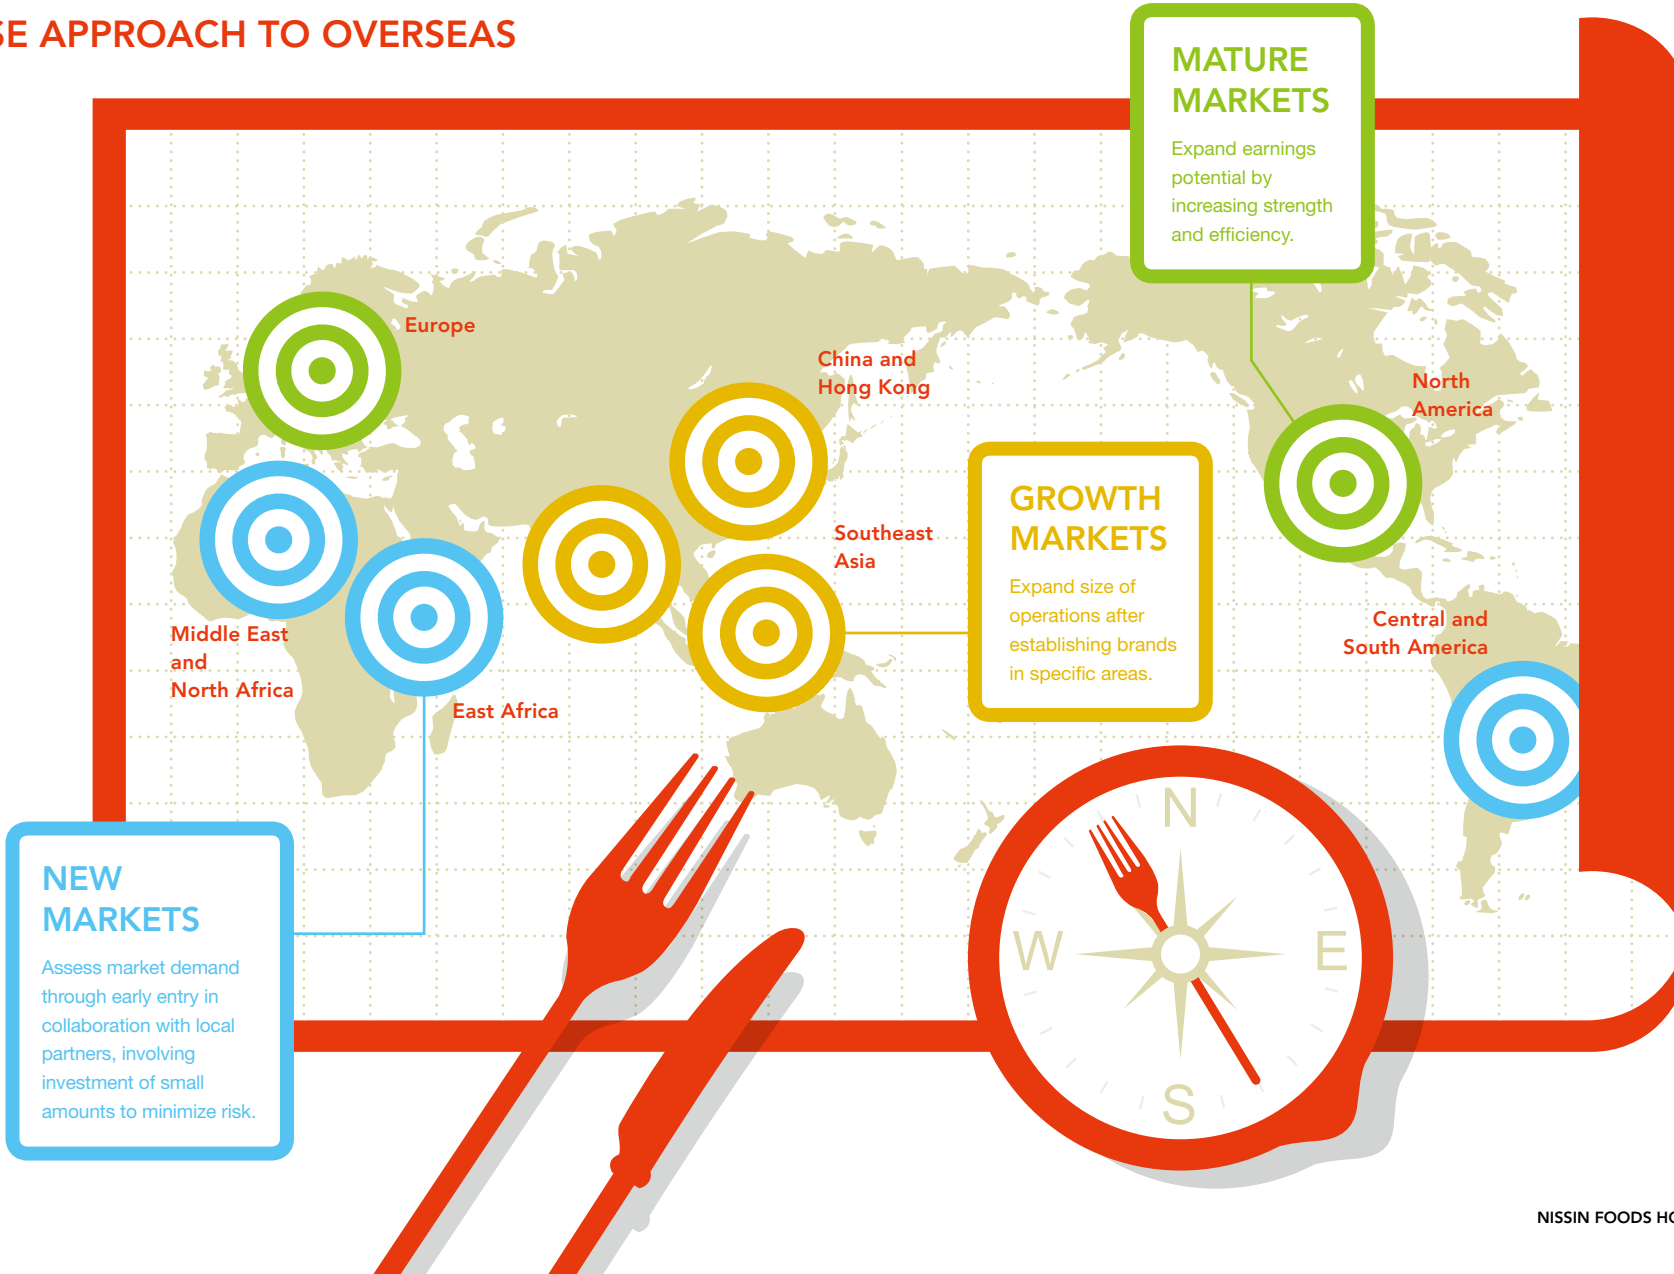 SE APPROACH TO OVERSEAS
MATURE
MARKETS
Expand earnings
potential by
increasing strength
and efficiency.
Europe
China and
Hong Kong
North
America
GROWTH
MARKETS
Expand size of
operations after
establishing brands
in specific areas.
Southeast
Asia
Middle East
and
North Africa
East Africa
Central and
South America
NEW
MARKETS
Assess market demand
through early entry in
collaboration with local
partners, involving
investment of small
amounts to minimize risk.
N
W
E
S
NISSIN FOODS HO